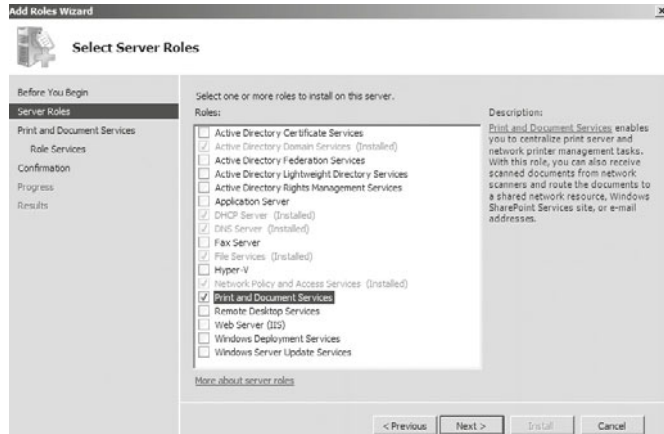 Add Roles Wizard
Select Server Roles
Before You Begin
Server Roles
Print and Document Services
Role Services
Confirmation
Progress
Results
Select one or more roles to install on this server.
Roles:
Active Directory Certificate Services
Active Directory Domain Services (Installed)
Active Directory Federation Services
Active Directory Lightweight Directory Services
Active Directory Rights Management Services
Application Server
DHCP Server (Installed)
DNS Server (Installed)
Fax Server
File Services (Installed)
Hyper-V
Network Policy and Access Services (Installed)
Print and Document Services
Remote Desktop Services
Web Server (IIS)
Windows Deployment Services
Windows Server Update Services
More about server roles
Description:
Print and Document Services enables
you to centralize print server and
network printer management tasks.
With this role, you can also receive
scanned documents from network
scanners and route the documents to
a shared network resource, Windows
SharePoint Services site, or e-mail
addresses.
< Previous
Next >
Install
Cancel